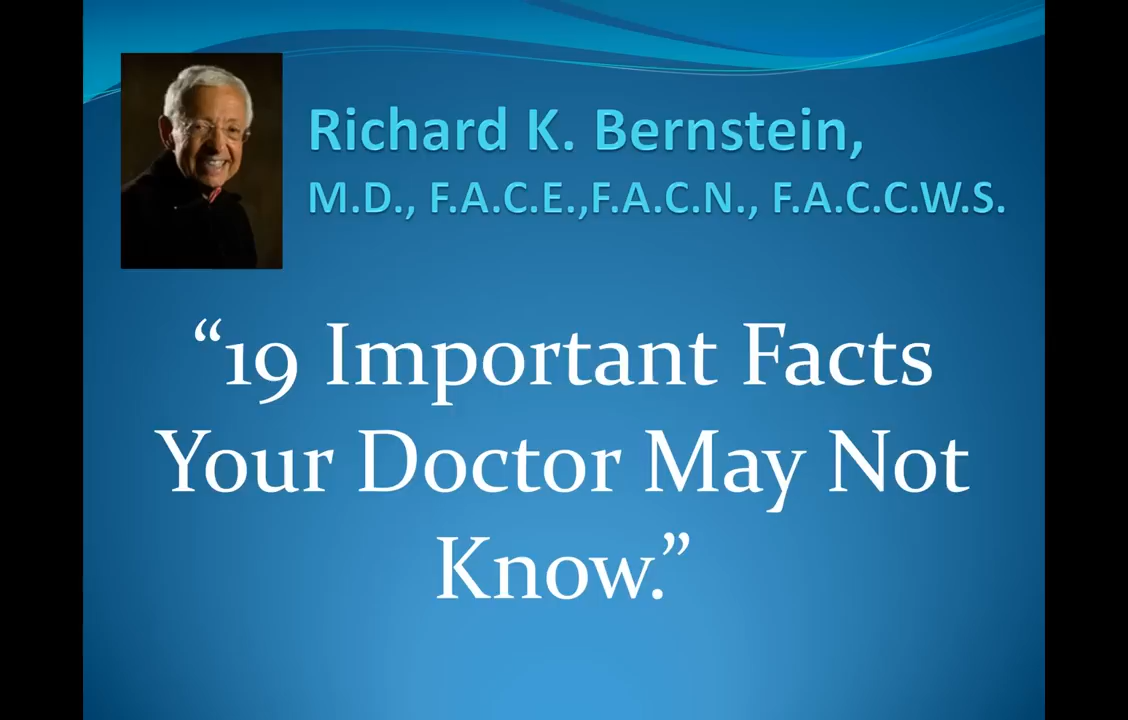 Richard K. Bernstein,
M.D., F.A.C.E.,F.A.C.N., F.A.C.C.W.S.
“19 Important Facts
Your Doctor May Not
Know.”